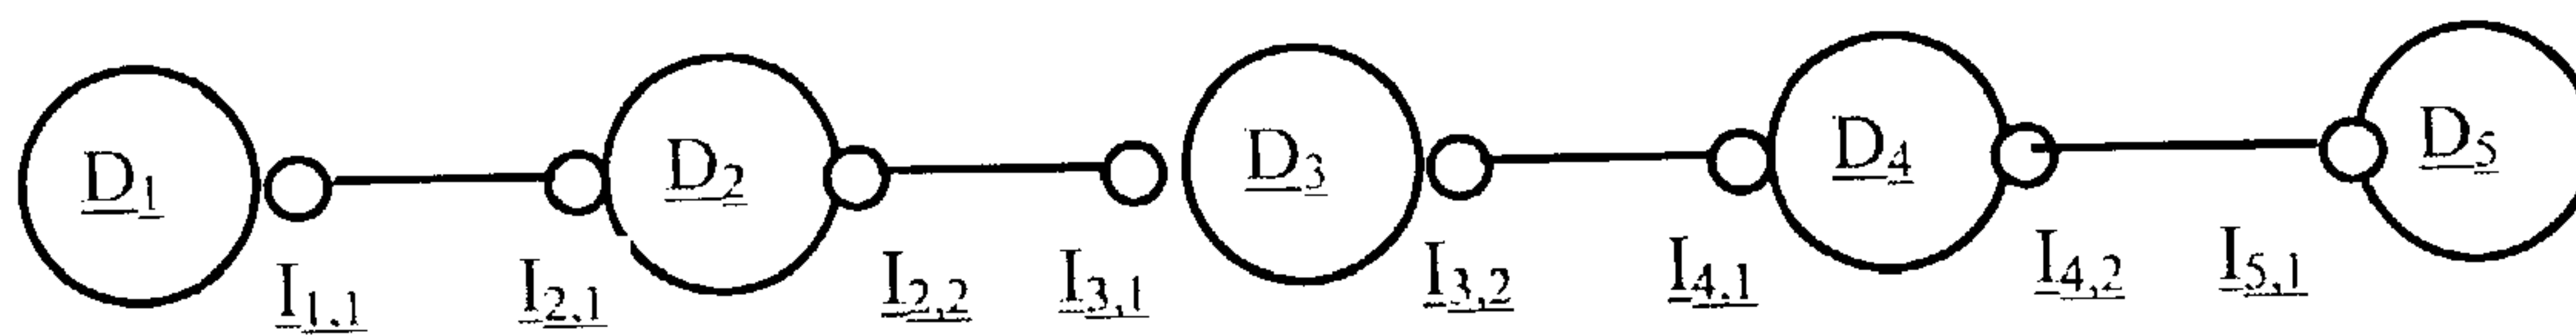 D1 D2 D3 D4 D5
I1,1 I2,1 I2,2 I3,1 I3,2 I4,1 I4,2 I5,1